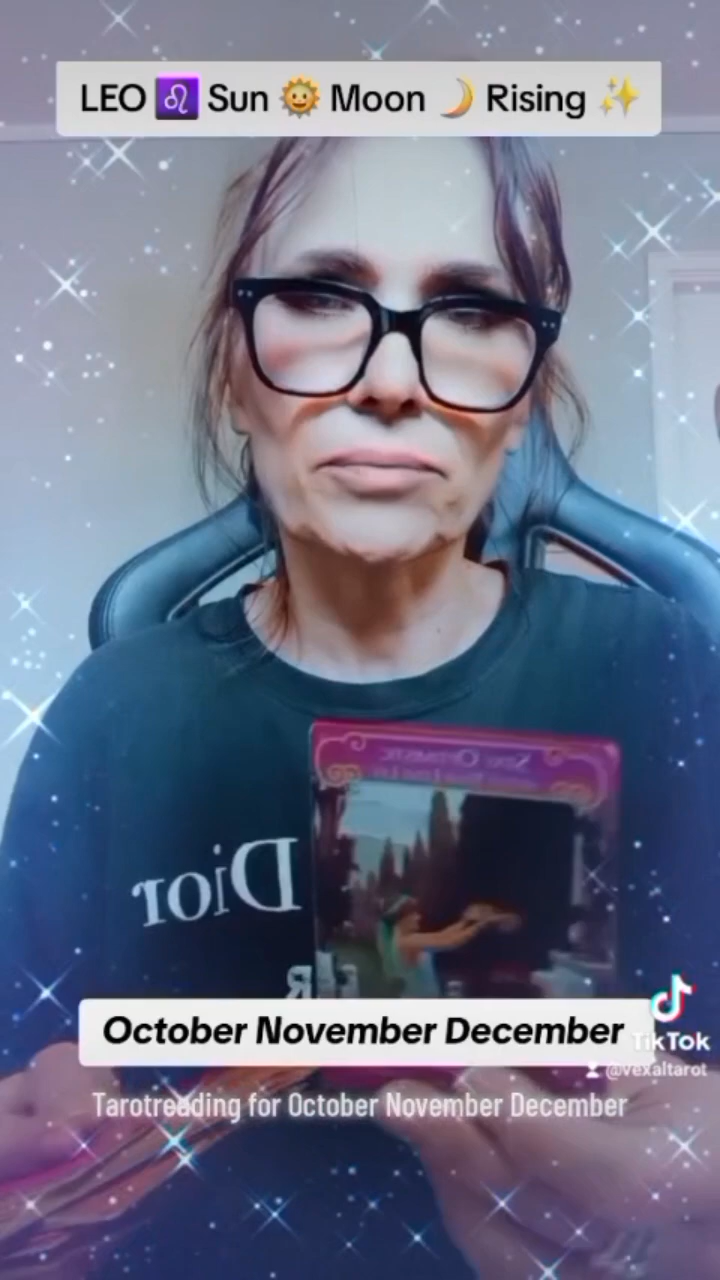 LEO ♌ Sun 🌞 Moon 🌙 Rising ✨
Dior
October November December
TikTok
@vexaltarot
Tarotreading for October November December